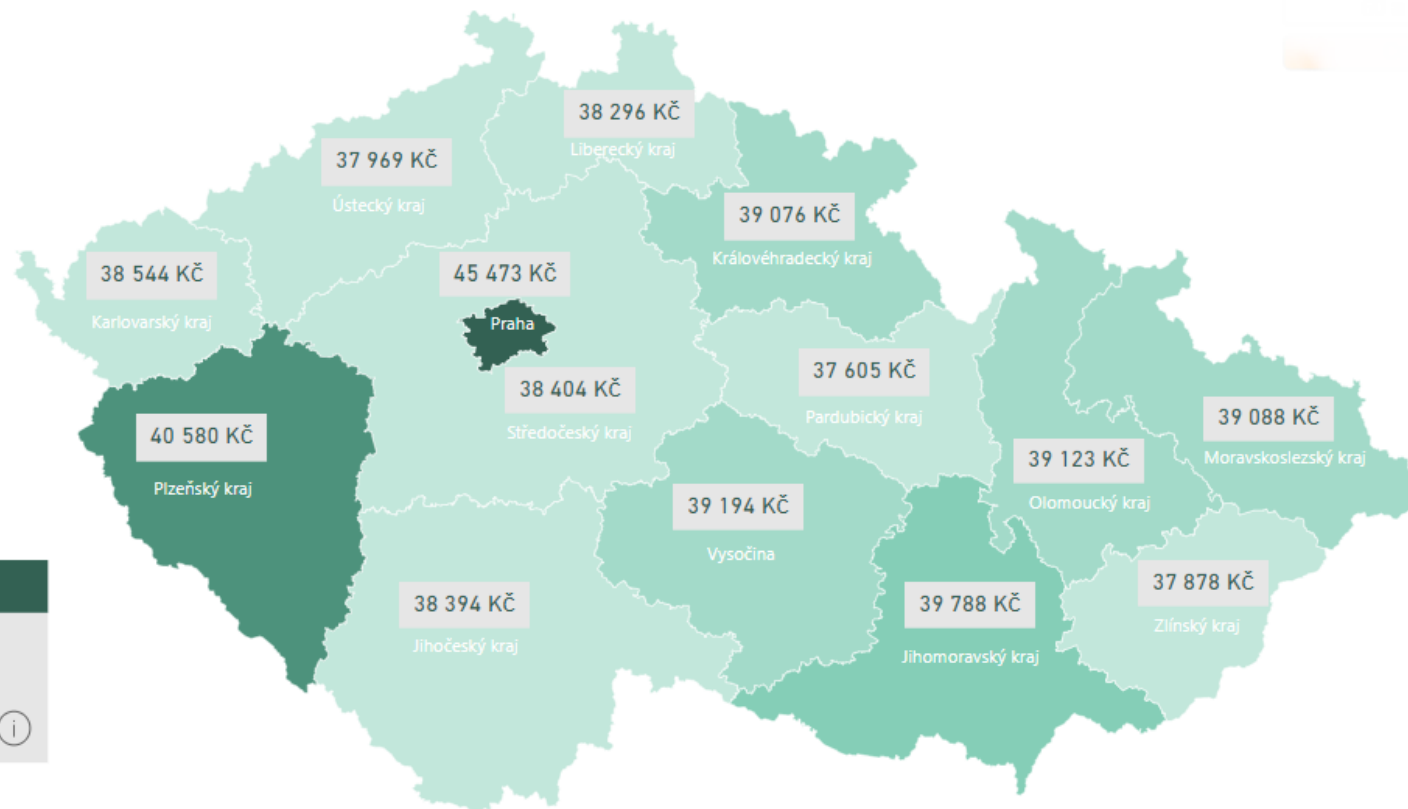 38 296 KČ
Liberecký kraj
37 969 KČ
Ústecký kraj
39 076 KČ
Královéhradecký kraj
38 544 KČ
Karlovarský kraj
45 473 KČ
Praha
38 404 KČ
Středočeský kraj
37 605 KČ
Pardubický kraj
40 580 KČ
Plzeňský kraj
39 088 KČ
Moravskoslezský kraj
39 123 KČ
Olomoucký kraj
39 194 KČ
Vysočina
38 394 KČ
Jihočeský kraj
39 788 KČ
Jihomoravský kraj
37 878 KČ
Zlínský kraj
i